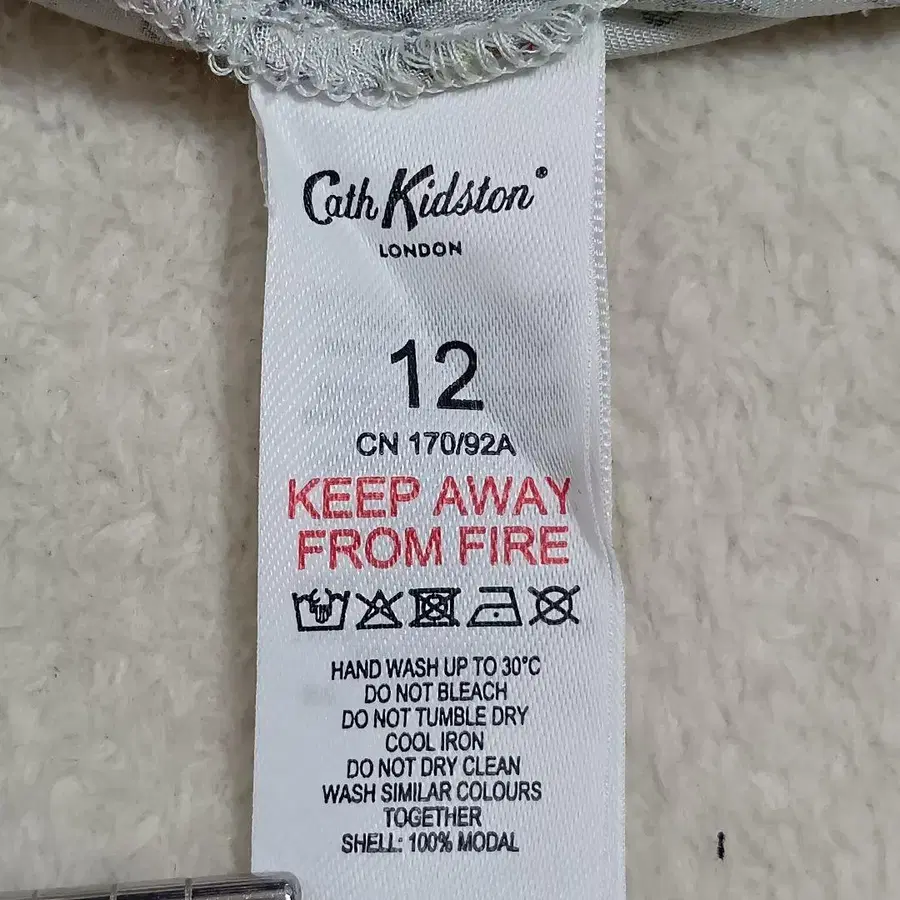 Cath Kidston®
LONDON
12
CN 170/92A
KEEP AWAY
FROM FIRE
HAND WASH UP TO 30°C
DO NOT BLEACH
DO NOT TUMBLE DRY
COOL IRON
DO NOT DRY CLEAN
WASH SIMILAR COLOURS
TOGETHER
SHELL: 100% MODAL